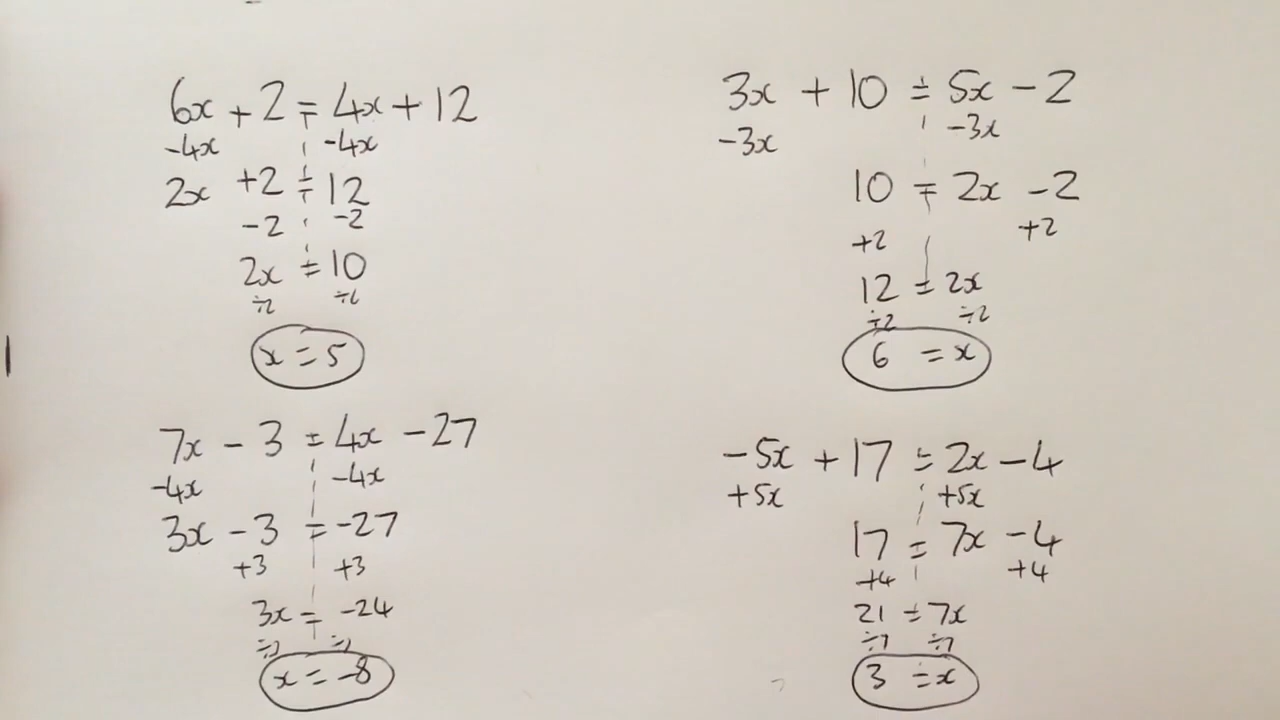 6x + 2 = 4x + 12
-4x -4x
2x +2 = 12
-2 -2
2x = 10
÷2 ÷2
x = 5
3x + 10 = 5x - 2
-3x -3x
10 = 2x - 2
+2 +2
12 = 2x
÷2 ÷2
6 = x
7x - 3 = 4x - 27
-4x -4x
3x - 3 = -27
+3 +3
3x = -24
x = -8
-5x + 17 = 2x - 4
+5x +5x
17 = 7x - 4
+4 +4
21 = 7x
÷7 ÷7
3 = x